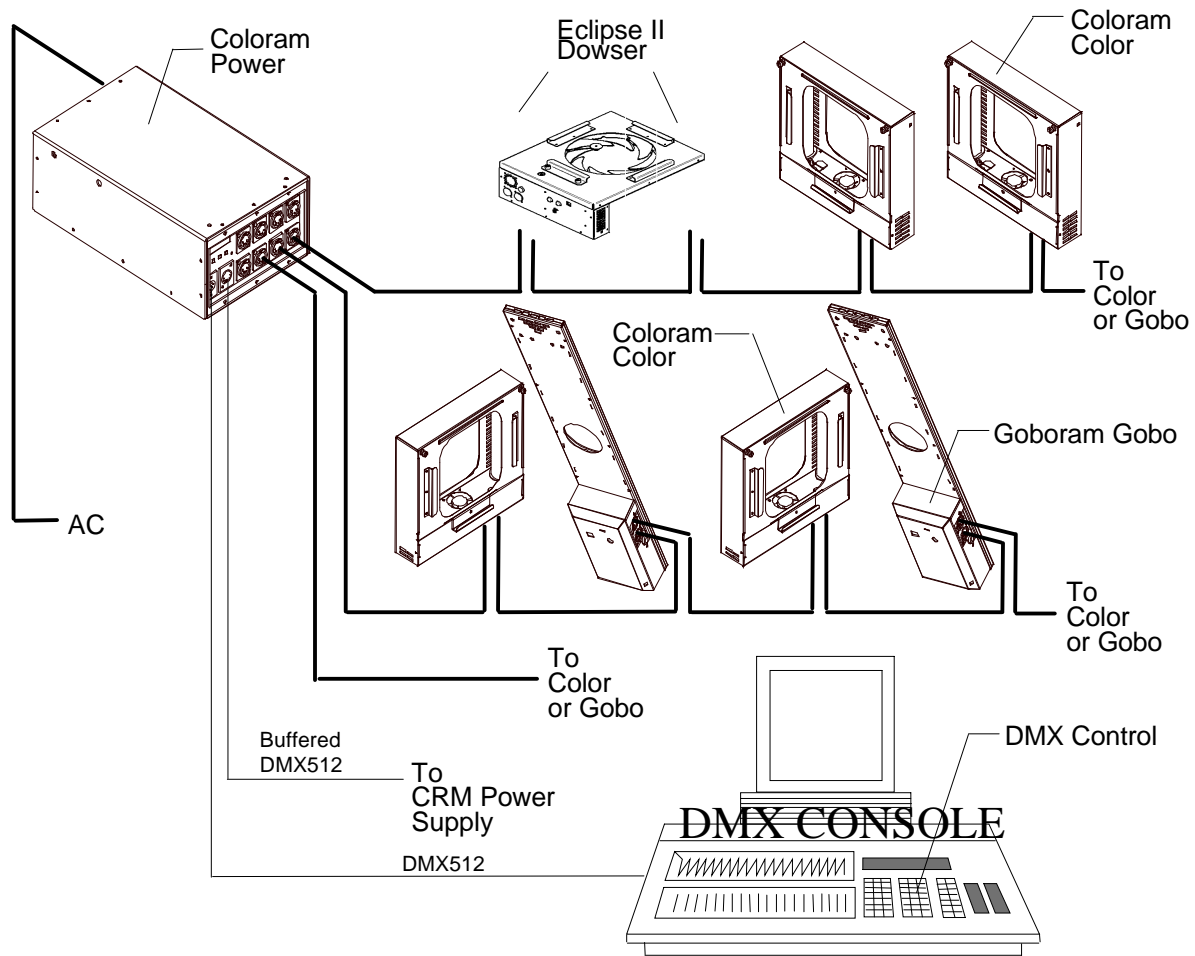 Coloram
Power
Eclipse II
Dowser
Coloram
Color
To
Color
or Gobo
Coloram
Color
Goboram Gobo
AC
To
Color
or Gobo
To
Color
or Gobo
Buffered
DMX512
To
CRM Power
Supply
DMX Control
DMX CONSOLE
DMX512